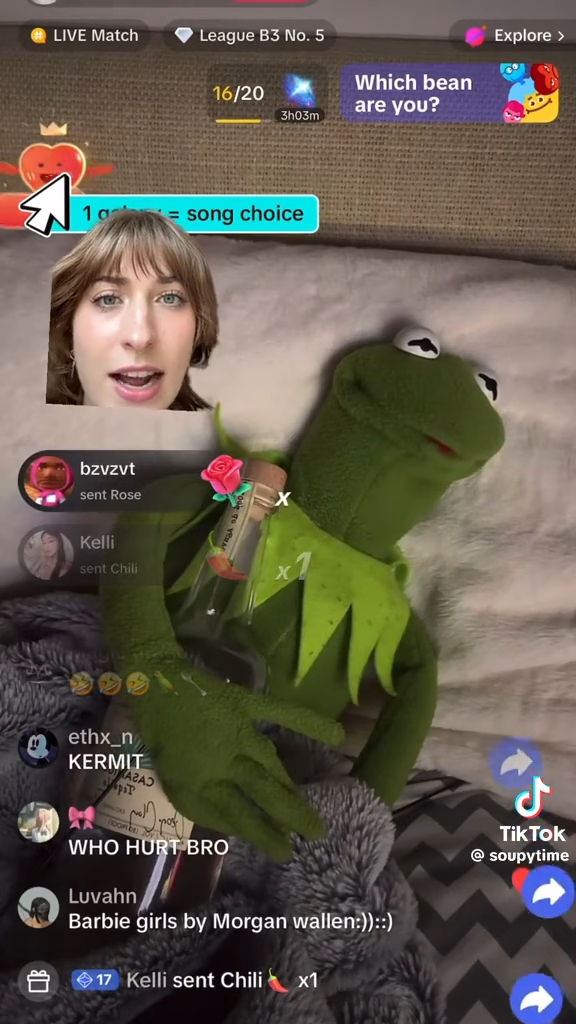 LIVE Match
League B3 No. 5
Explore >
16/20
3h03m
Which bean
are you?
1 = song choice
bzvzvt
sent Rose
x
Kelli
sent Chili
x1
ethx_n
KERMIT
WHO HURT BRO
Luvahn
Barbie girls by Morgan wallen:))::)
17 Kelli sent Chili x1
TikTok
@ soupytime